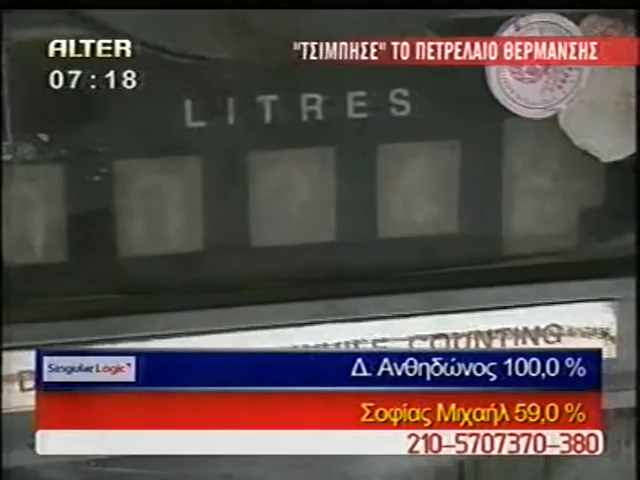 ALTER
07:18
"ΤΣΙΜΠΗΣΕ" ΤΟ ΠΕΤΡΕΛΑΙΟ ΘΕΡΜΑΝΣΗΣ
LITRES
COUNTING
SingularLogic
Δ. Ανθηδώνος 100,0 %
Σοφίας Μιχαήλ 59,0 %
210-5707370-380